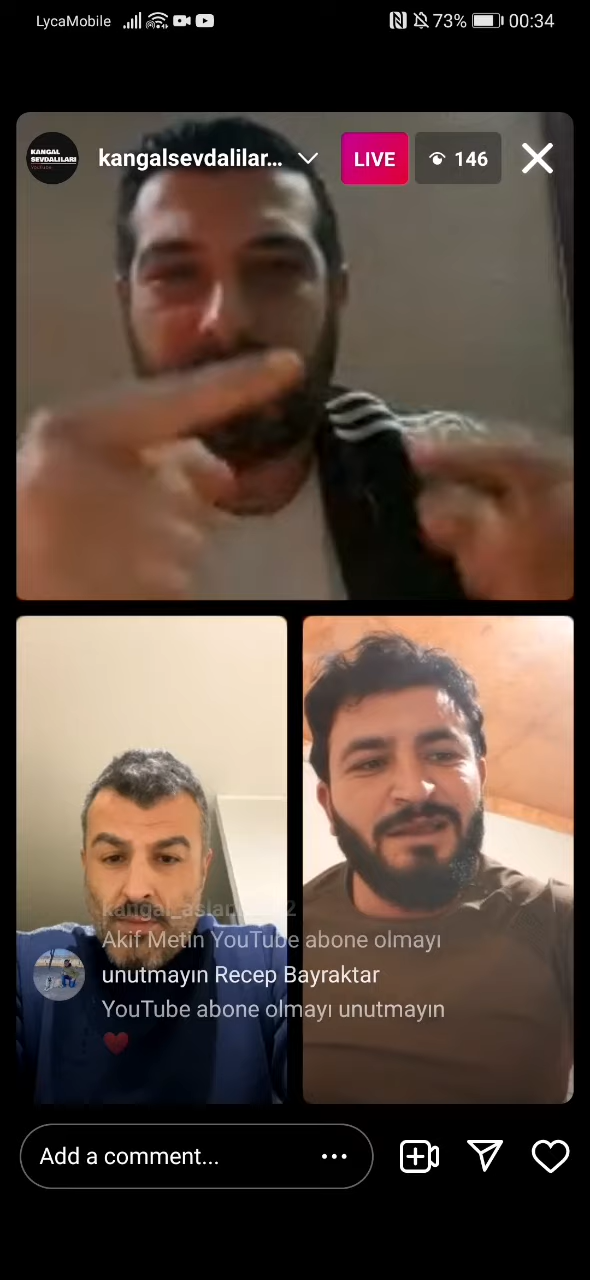 LycaMobile
73% 00:34
KANGAL
SEVDALILARI
YouTube
kangalsevdalilar...
LIVE
146
Akif Metin YouTube abone olmayı
unutmayın Recep Bayraktar
YouTube abone olmayı unutmayın
♥
Add a comment...